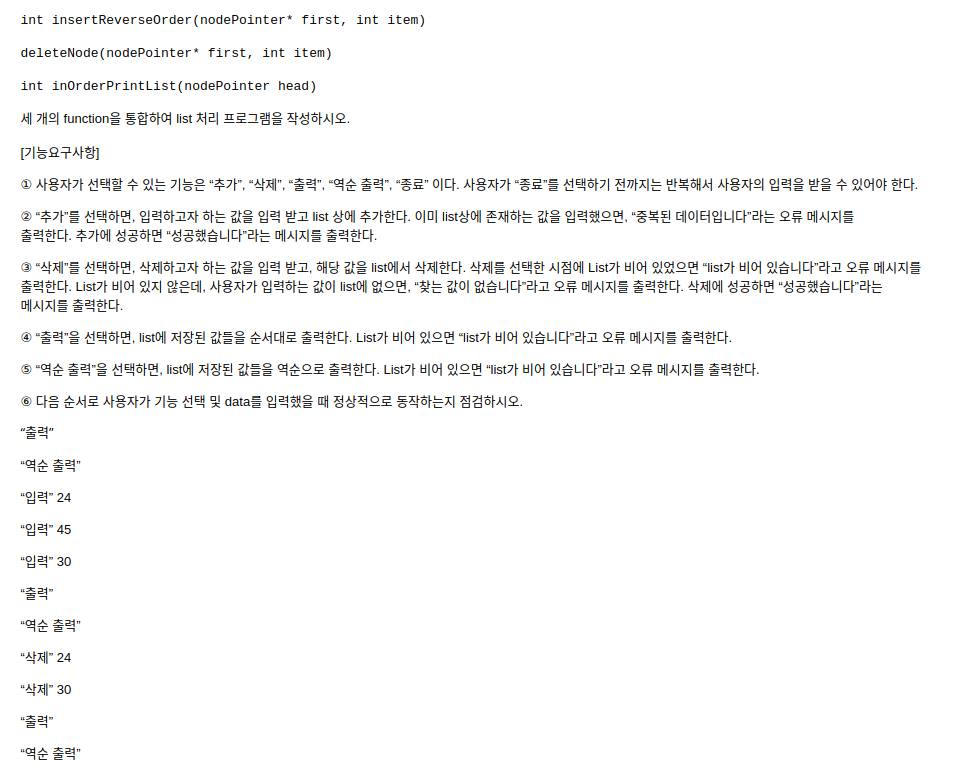 int insertReverseOrder(nodePointer* first, int item)
deleteNode(nodePointer* first, int item)
int inOrderPrintList(nodePointer head)
세 개의 function을 통합하여 list 처리 프로그램을 작성하시오.
[기능요구사항]
① 사용자가 선택할 수 있는 기능은 “추가”, “삭제”, “출력”, “역순 출력”, “종료” 이다. 사용자가 “종료”를 선택하기 전까지는 반복해서 사용자의 입력을 받을 수 있어야 한다.
② “추가”를 선택하면, 입력하고자 하는 값을 입력 받고 list 상에 추가한다. 이미 list상에 존재하는 값을 입력했으면, “중복된 데이터입니다”라는 오류 메시지를
출력한다. 추가에 성공하면 “성공했습니다”라는 메시지를 출력한다.
③ “삭제”를 선택하면, 삭제하고자 하는 값을 입력 받고, 해당 값을 list에서 삭제한다. 삭제를 선택한 시점에 List가 비어 있었으면 “list가 비어 있습니다”라고 오류 메시지를
출력한다. List가 비어 있지 않은데, 사용자가 입력하는 값이 list에 없으면, “찾는 값이 없습니다”라고 오류 메시지를 출력한다. 삭제에 성공하면 “성공했습니다”라는
메시지를 출력한다.
④ “출력”을 선택하면, list에 저장된 값들을 순서대로 출력한다. List가 비어 있으면 “list가 비어 있습니다”라고 오류 메시지를 출력한다.
⑤ “역순 출력”을 선택하면, list에 저장된 값들을 역순으로 출력한다. List가 비어 있으면 “list가 비어 있습니다”라고 오류 메시지를 출력한다.
⑥ 다음 순서로 사용자가 기능 선택 및 data를 입력했을 때 정상적으로 동작하는지 점검하시오.
“출력”
“역순 출력”
“입력” 24
“입력” 45
“입력” 30
“출력”
“역순 출력”
“삭제” 24
“삭제” 30
“출력”
“역순 출력”